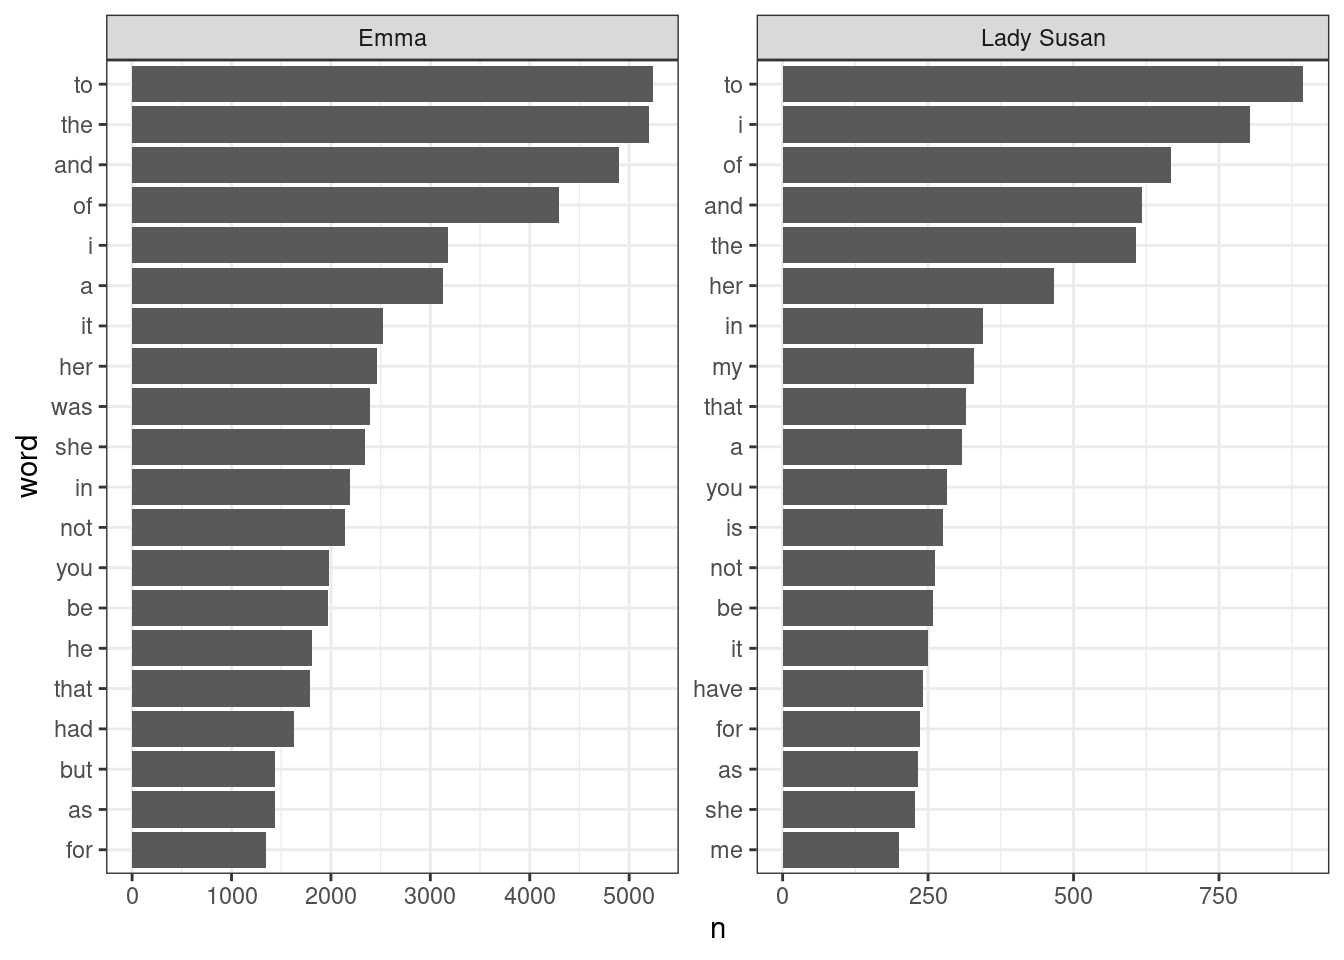 Emma
Lady Susan
word
to
the
and
of
i
a
it
her
was
she
in
not
you
be
he
that
had
but
as
for
0 1000 2000 3000 4000 5000
to
i
of
and
the
her
in
my
that
a
you
is
not
be
it
have
for
as
she
me
0 250 500 750
n